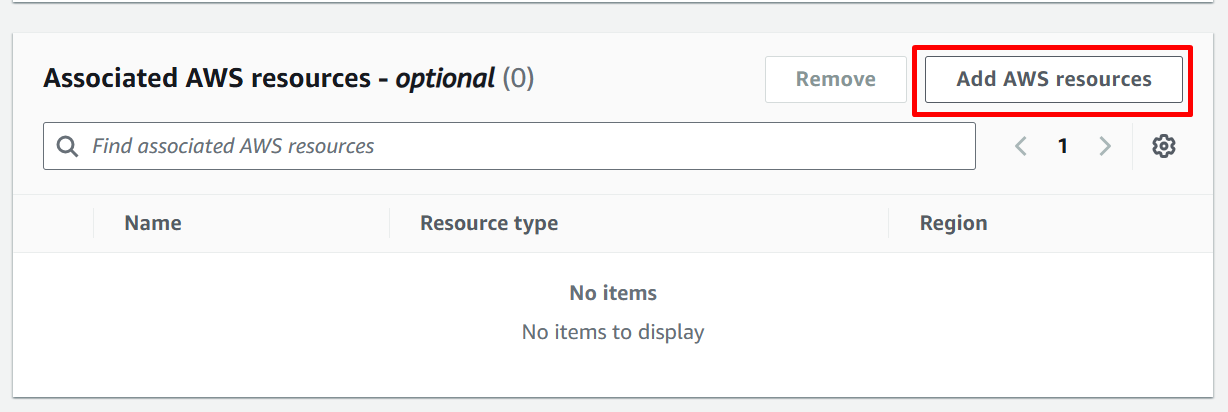 Associated AWS resources - optional (0)
Remove
Add AWS resources
Find associated AWS resources
1
Name
Resource type
Region
No items
No items to display